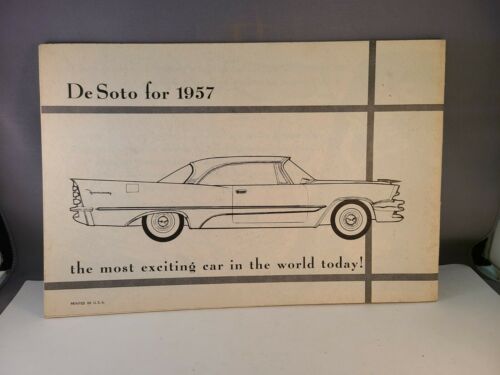 De Soto for 1957
the most exciting car in the world today!
PRINTED IN U.S.A.